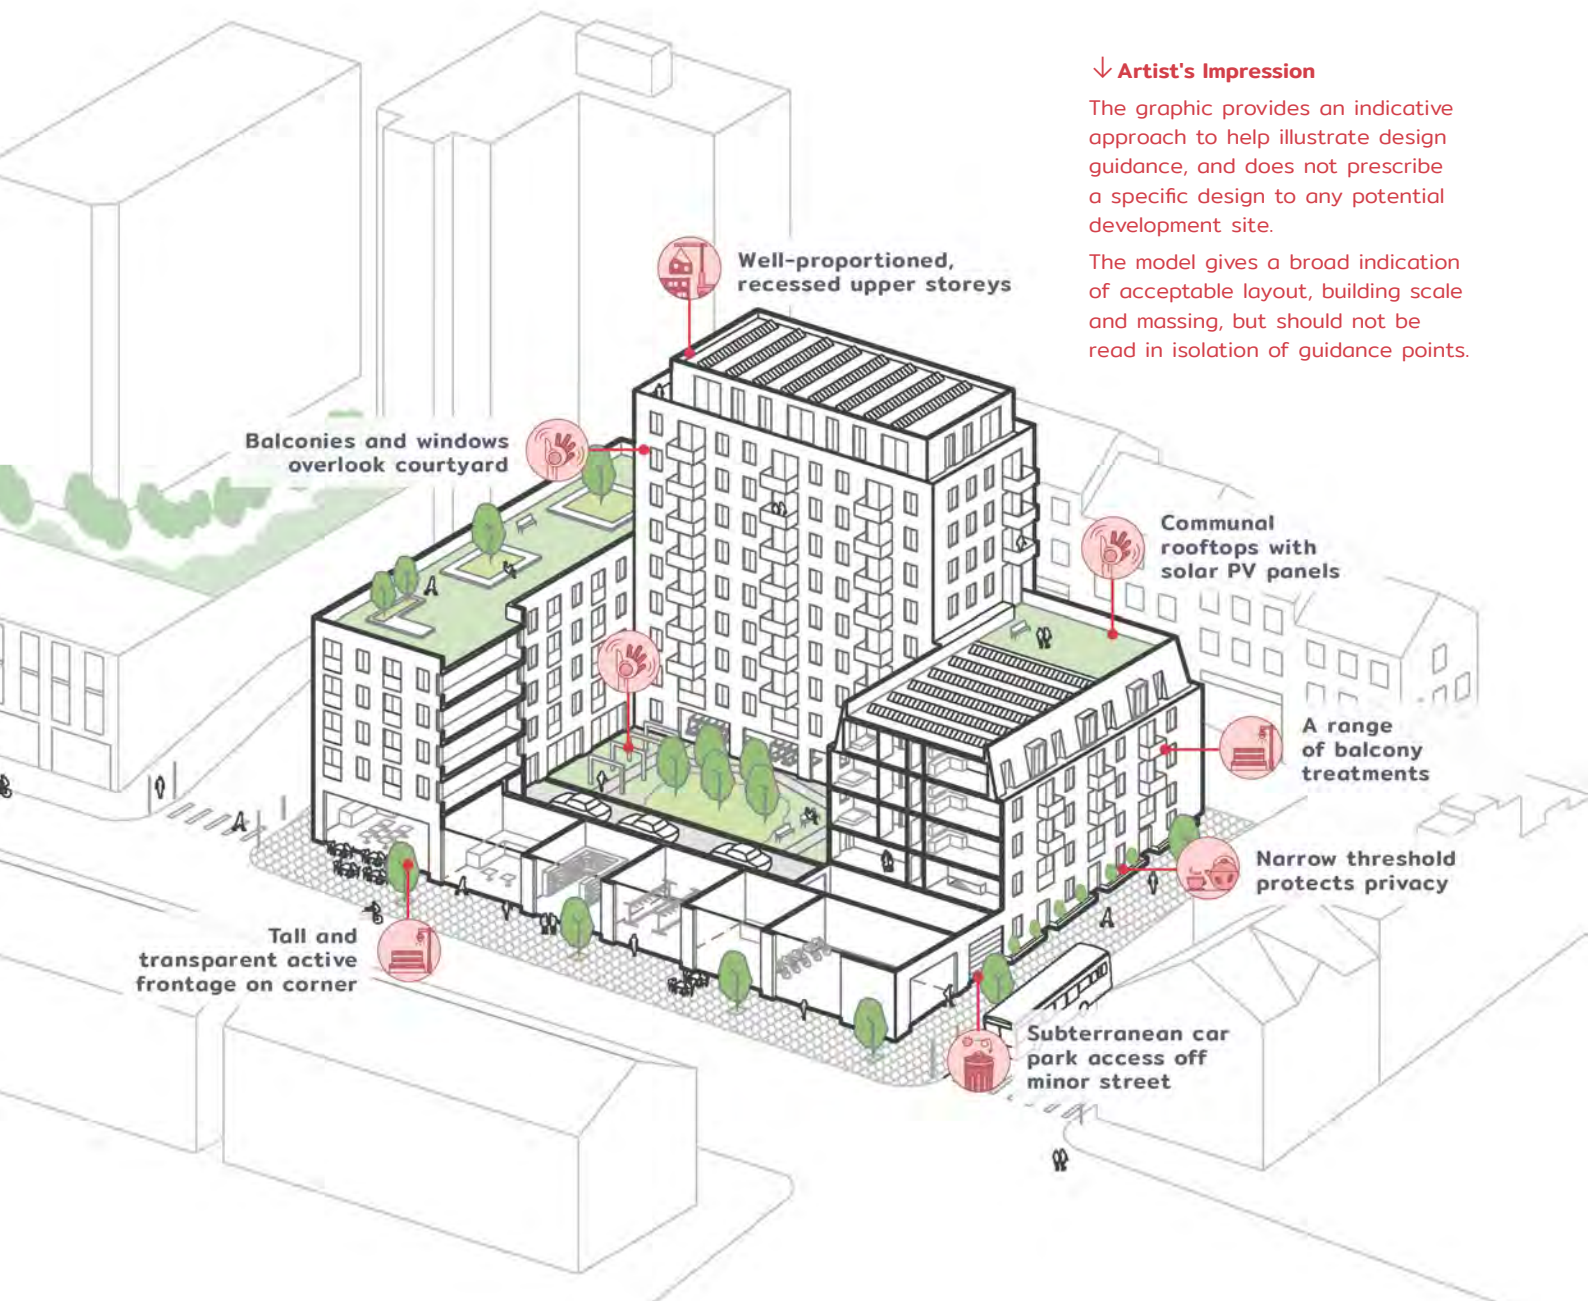 ↓ Artist's Impression
The graphic provides an indicative
approach to help illustrate design
guidance, and does not prescribe
a specific design to any potential
development site.
The model gives a broad indication
of acceptable layout, building scale
and massing, but should not be
read in isolation of guidance points.
Well-proportioned,
recessed upper storeys
Balconies and windows
overlook courtyard
Communal
rooftops with
solar PV panels
A range
of balcony
treatments
Narrow threshold
protects privacy
Tall and
transparent active
frontage on corner
Subterranean car
park access off
minor street